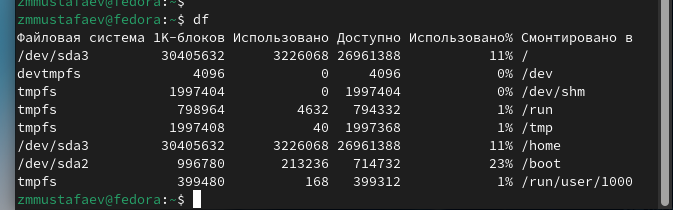 zmmustafaev@fedora:~$
zmmustafaev@fedora:~$ df
Файловая система 1K-блоков Использовано Доступно Использовано% Смонтировано в
/dev/sda3 30405632 3226068 26961388 11% /
devtmpfs 4096 0 4096 0% /dev
tmpfs 1997404 0 1997404 0% /dev/shm
tmpfs 798964 4632 794332 1% /run
tmpfs 1997408 40 1997368 1% /tmp
/dev/sda3 30405632 3226068 26961388 11% /home
/dev/sda2 996780 213236 714732 23% /boot
tmpfs 399480 168 399312 1% /run/user/1000
zmmustafaev@fedora:~$